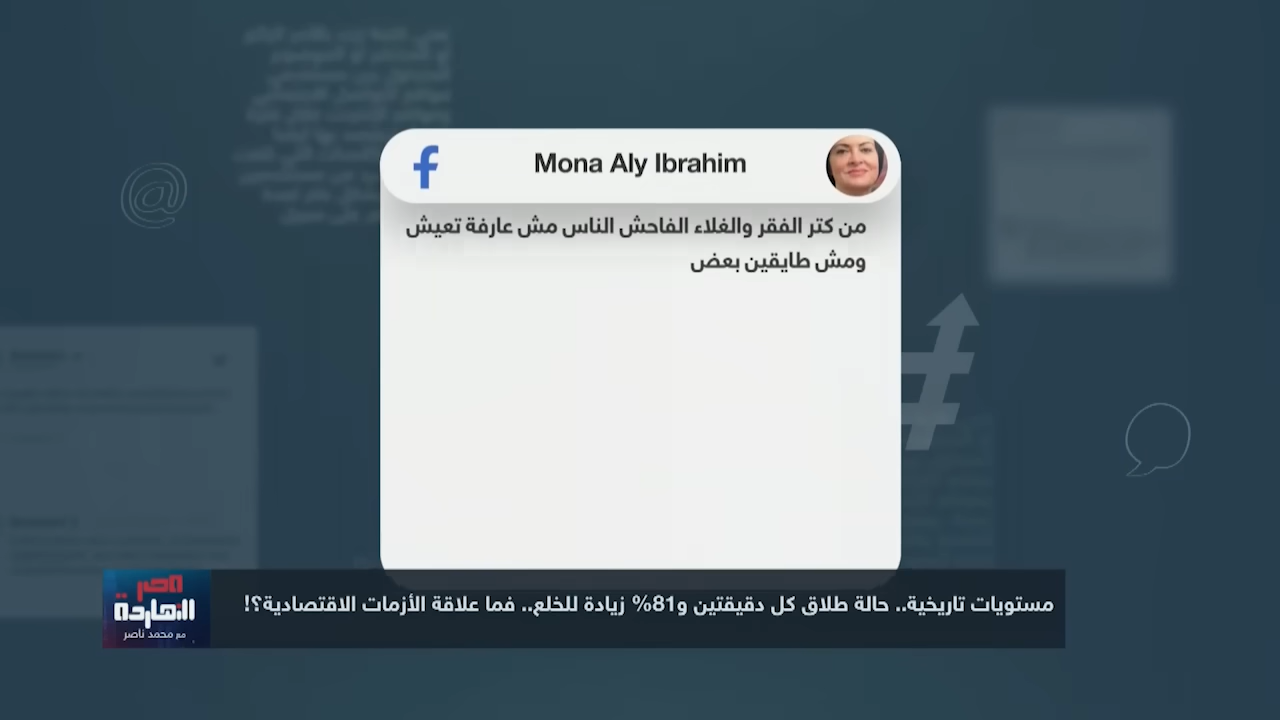 Mona Aly Ibrahim
من كتر الفقر والغلاء الفاحش الناس مش عارفة تعيش
ومش طايقين بعض
مستويات تاريخية.. حالة طلاق كل دقيقتين و81% زيادة للخلع.. فما علاقة الأزمات الاقتصادية؟!
مصر
النهاردة
مع محمد ناصر